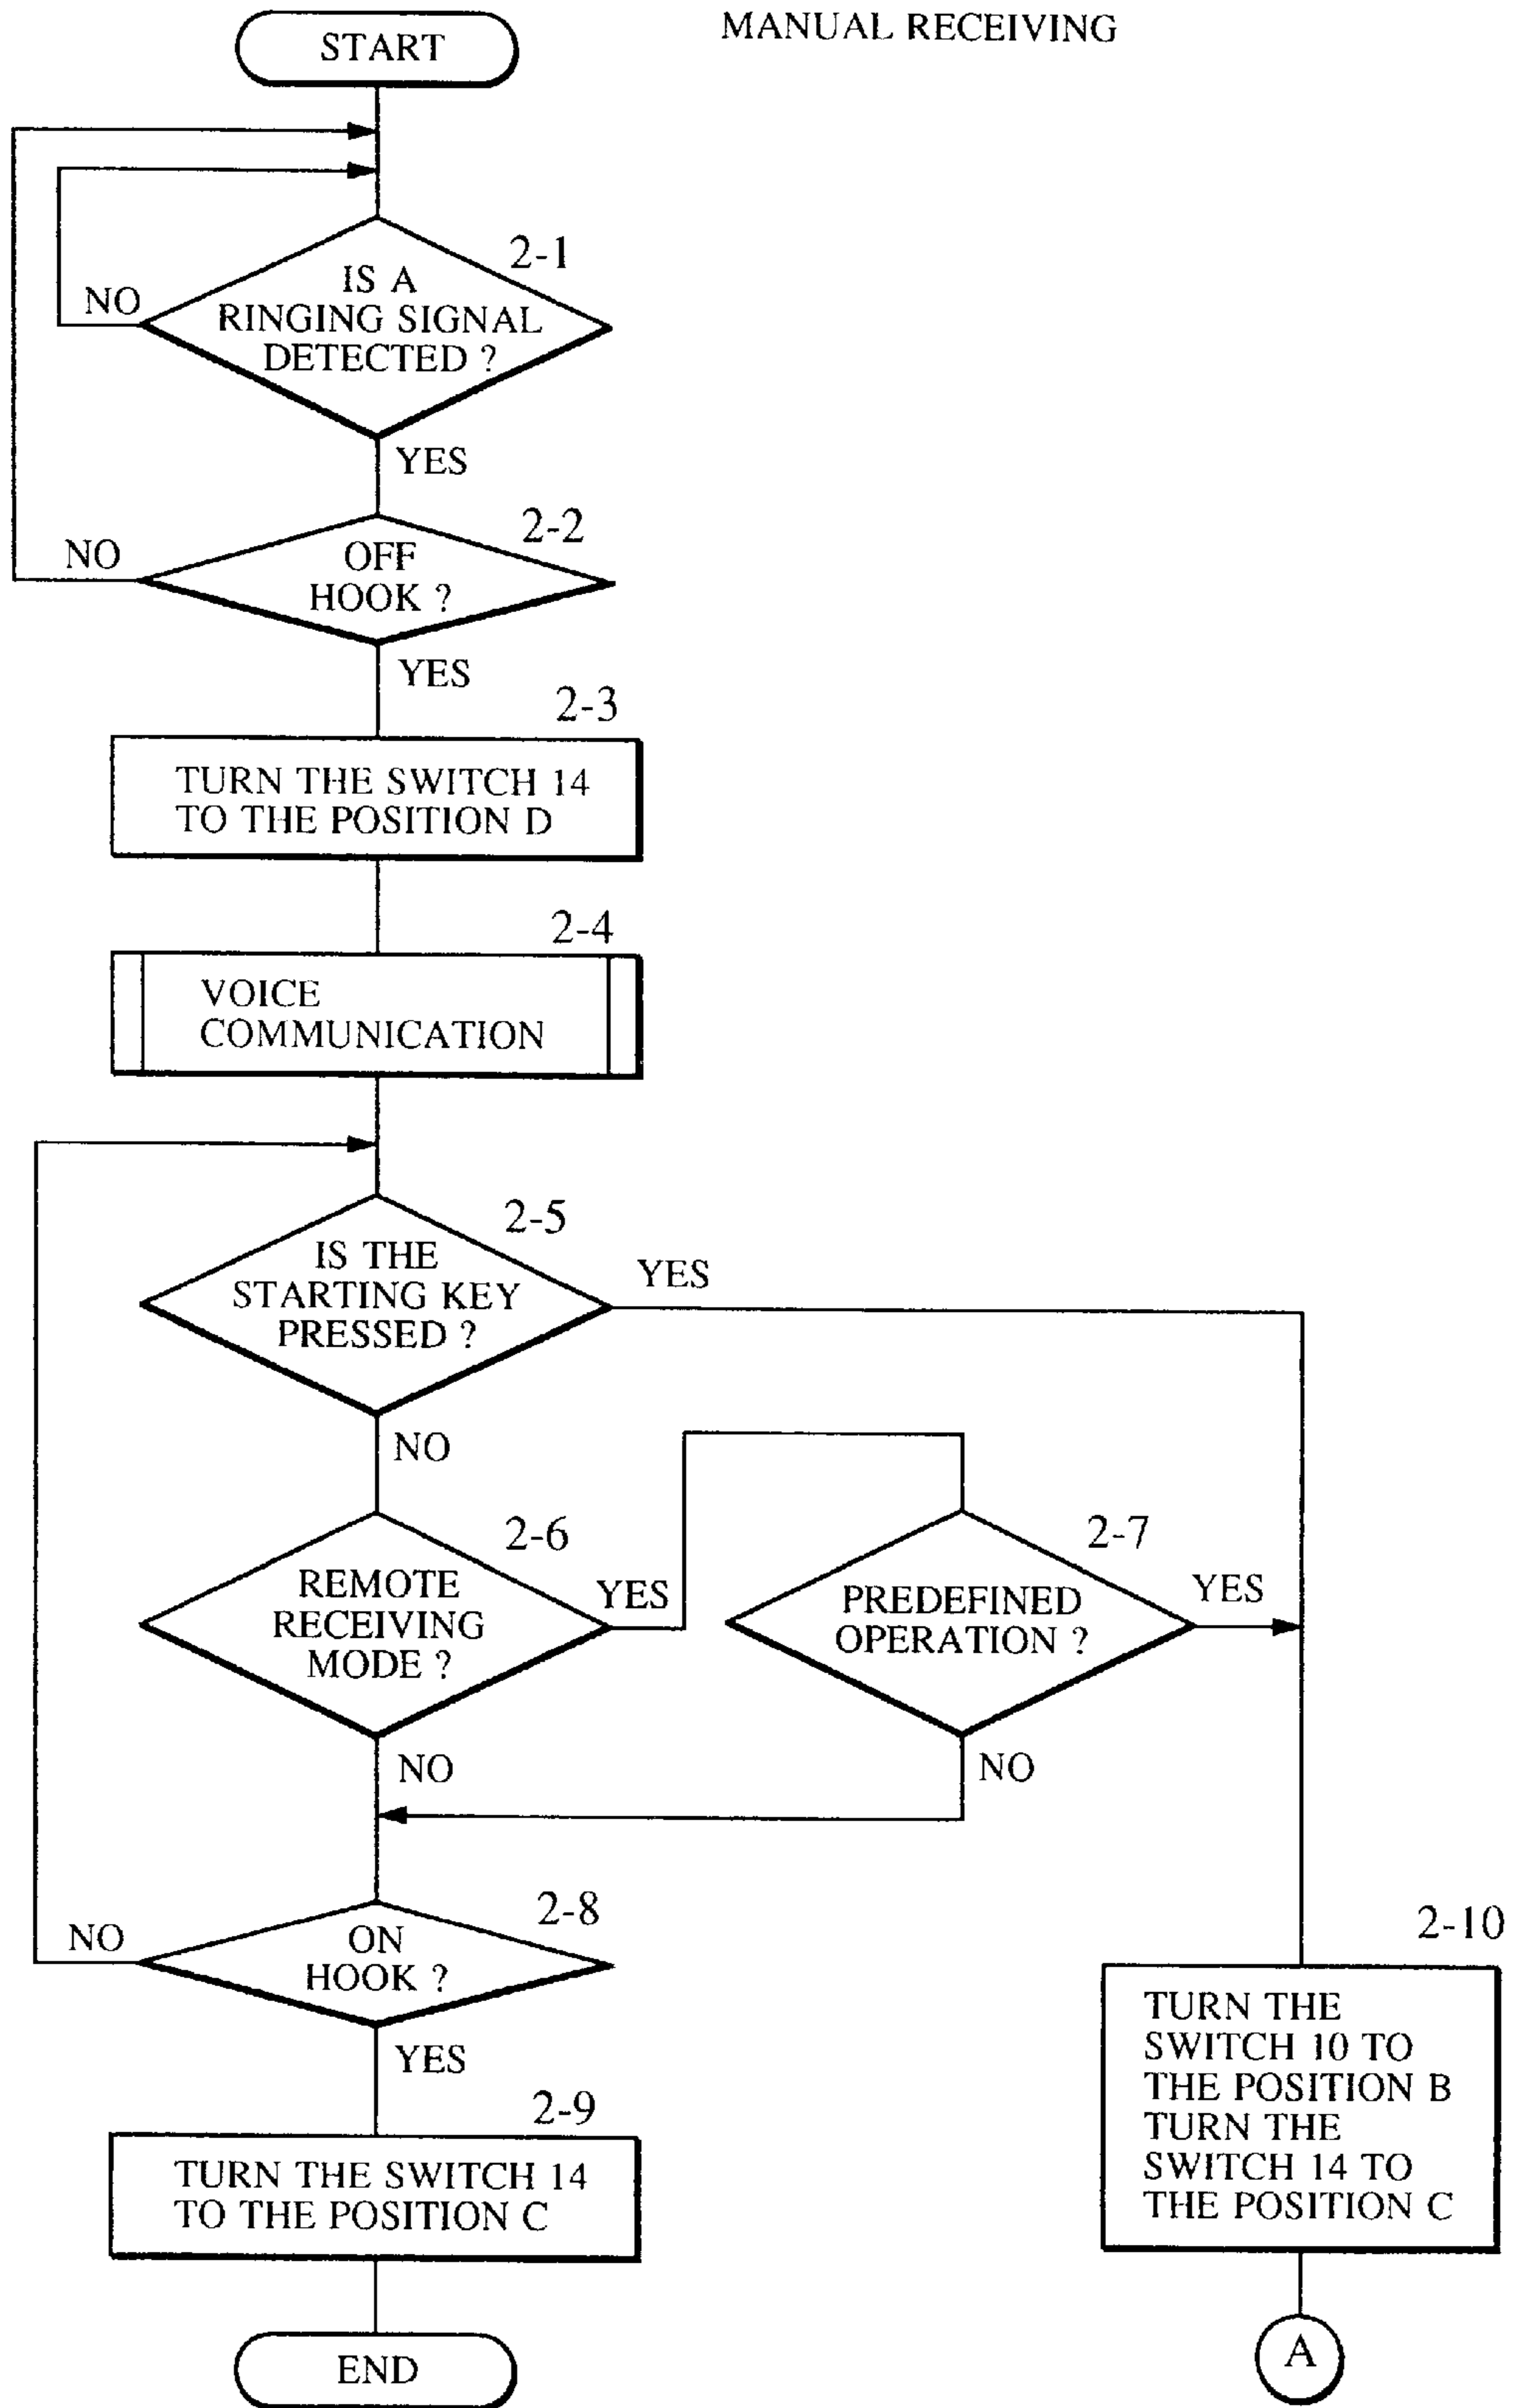 MANUAL RECEIVING
START
2-1
IS A
RINGING SIGNAL
DETECTED ?
NO
YES
2-2
OFF
HOOK ?
NO
YES
2-3
TURN THE SWITCH 14
TO THE POSITION D
2-4
VOICE
COMMUNICATION
2-5
IS THE
STARTING KEY
PRESSED ?
YES
NO
2-6
REMOTE
RECEIVING
MODE ?
YES
NO
2-7
PREDEFINED
OPERATION ?
YES
NO
2-8
ON
HOOK ?
NO
YES
2-9
TURN THE SWITCH 14
TO THE POSITION C
END
2-10
TURN THE
SWITCH 10 TO
THE POSITION B
TURN THE
SWITCH 14 TO
THE POSITION C
A